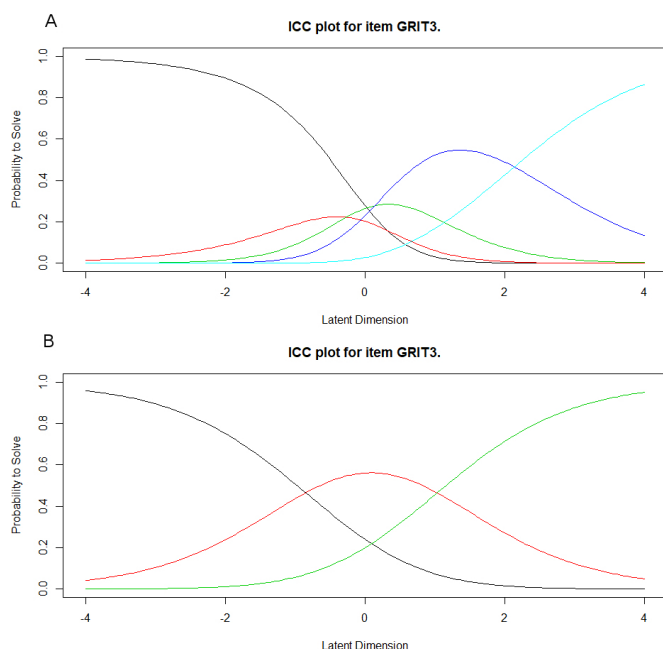 A
ICC plot for item GRIT3.
Probability to Solve
1.0
0.8
0.6
0.4
0.2
0.0
-4 -2 0 2 4
Latent Dimension
B
ICC plot for item GRIT3.
Probability to Solve
1.0
0.8
0.6
0.4
0.2
0.0
-4 -2 0 2 4
Latent Dimension